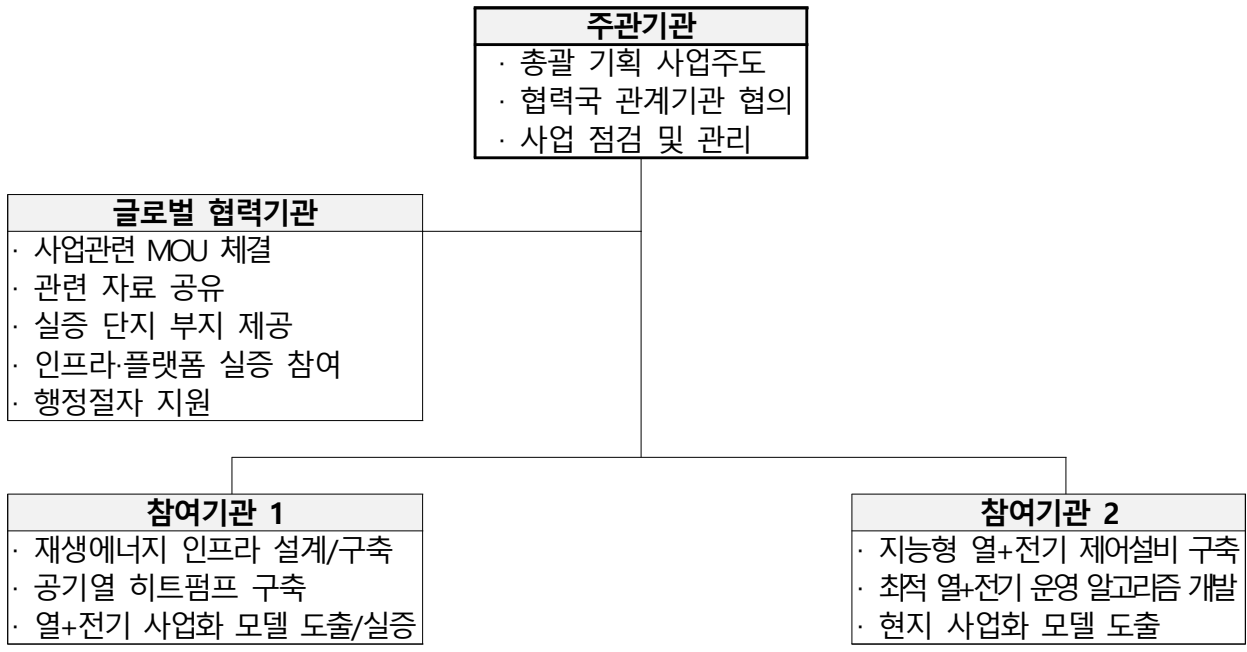 주관기관
· 총괄 기획 사업주도
· 협력국 관계기관 협의
· 사업 점검 및 관리
글로벌 협력기관
· 사업관련 MOU 체결
· 관련 자료 공유
· 실증 단지 부지 제공
· 인프라·플랫폼 실증 참여
· 행정절자 지원
참여기관 1
· 재생에너지 인프라 설계/구축
· 공기열 히트펌프 구축
· 열+전기 사업화 모델 도출/실증
참여기관 2
· 지능형 열+전기 제어설비 구축
· 최적 열+전기 운영 알고리즘 개발
· 현지 사업화 모델 도출